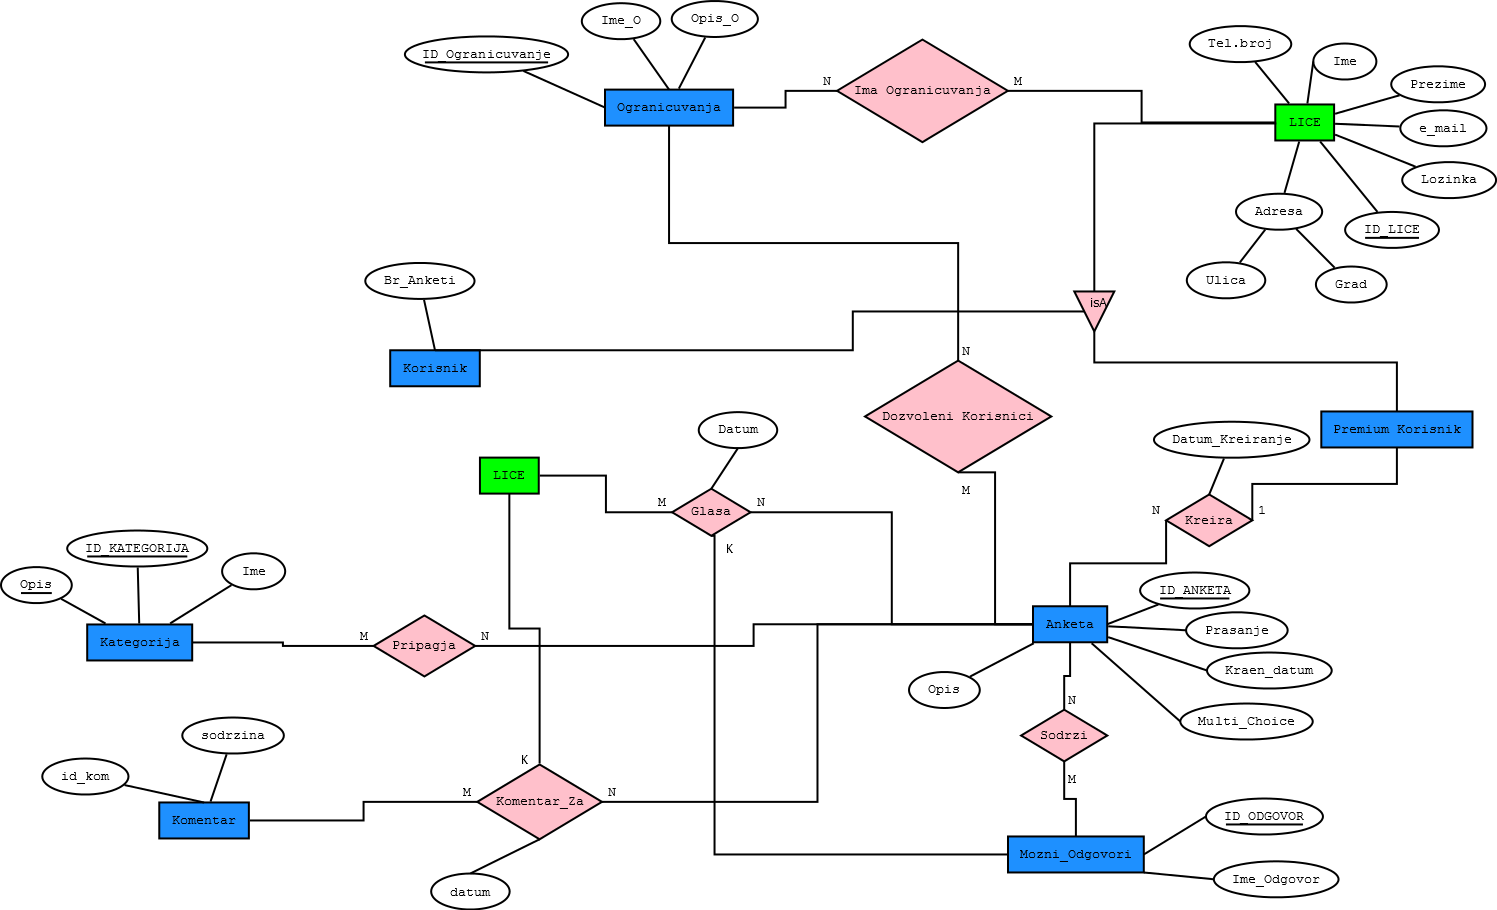 Ime_O
Opis_O
ID_Ogranicuvanje
Tel.broj
Ime
Prezime
N
Ima Ogranicuvanja
M
Ogranicuvanja
LICE
e_mail
Lozinka
Adresa
ID_LICE
Ulica
Grad
Br_Anketi
isA
Korisnik
N
Dozvoleni Korisnici
M
Premium Korisnik
Datum
Datum_Kreiranje
LICE
M
Glasa
N
K
N
Kreira
1
ID_KATEGORIJA
Opis
Ime
Kategorija
M
Pripagja
N
ID_ANKETA
Anketa
Prasanje
Kraen_datum
Opis
Multi_Choice
N
Sodrzi
M
sodrzina
id_kom
Komentar
K
M
Komentar_Za
N
datum
ID_ODGOVOR
Mozni_Odgovori
Ime_Odgovor